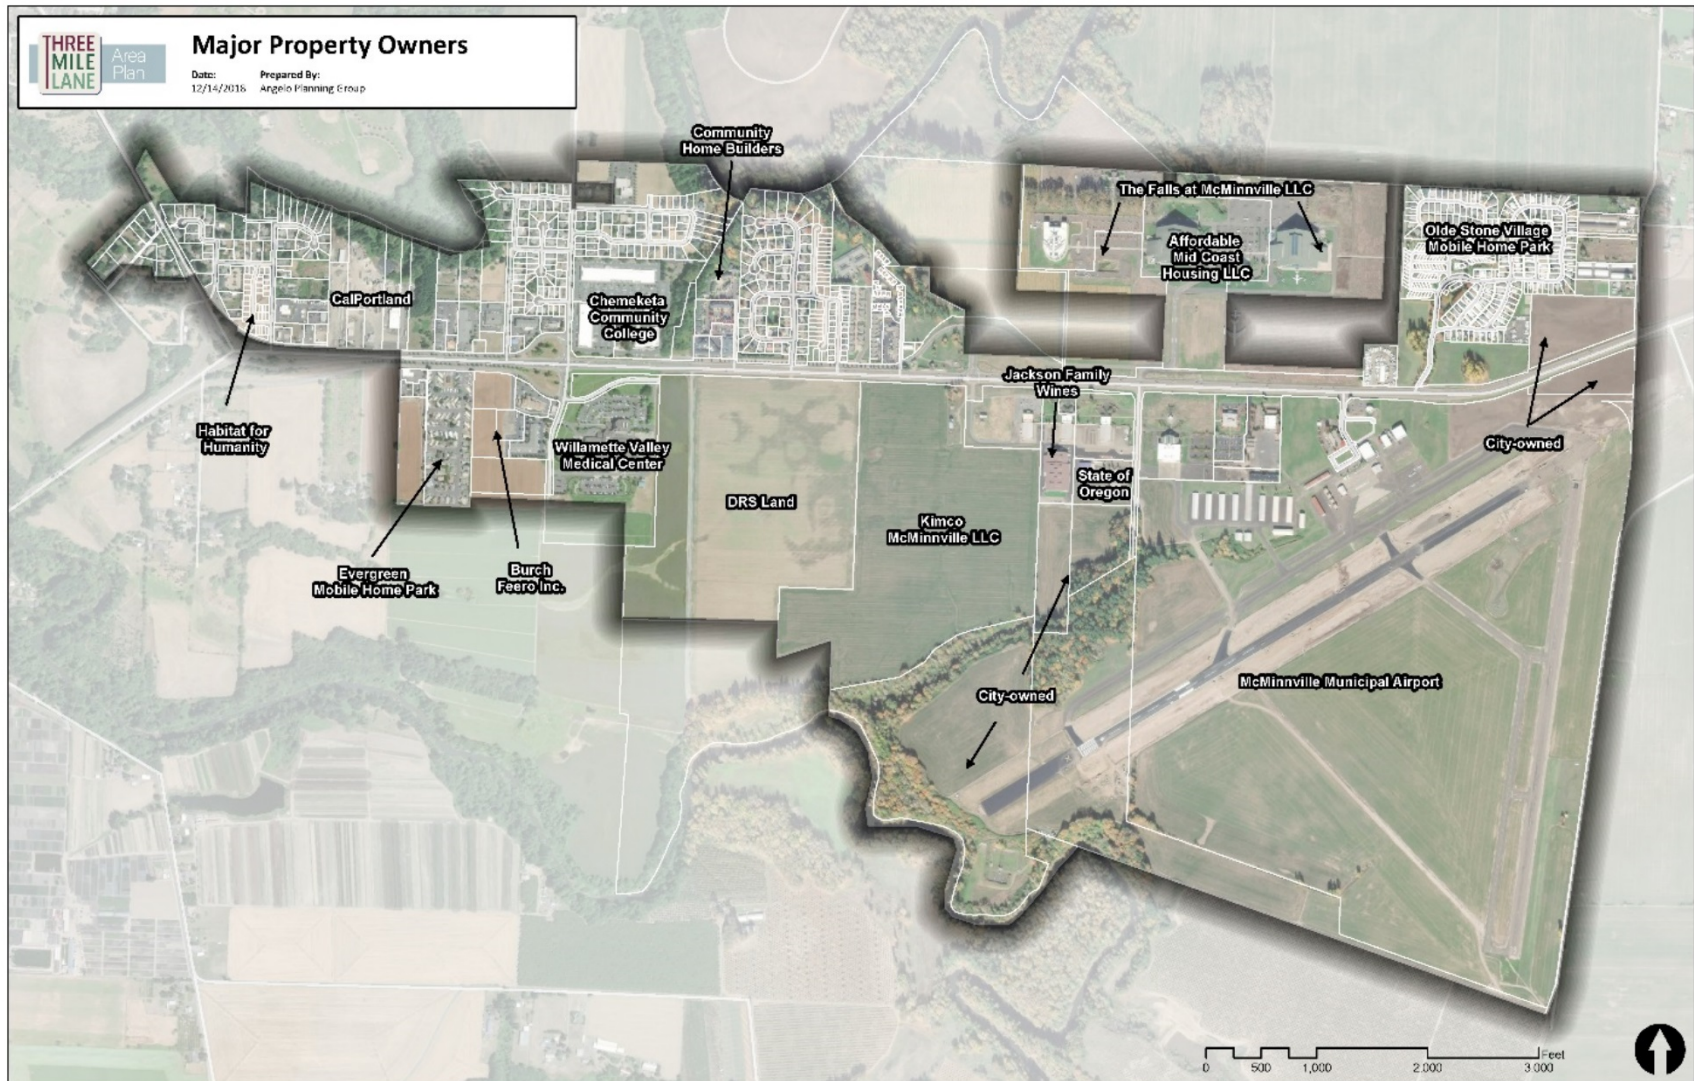 THREE
MILE
LANE
Area
Plan
Major Property Owners
Date:
Prepared By:
12/14/2018
Angelo Planning Group
Community
Home Builders
The Falls at McMinnville LLC
Affordable
Mid Coast
Housing LLC
Olde Stone Village
Mobile Home Park
CalPortland
Chemeketa
Community
College
Jackson Family
Wines
Habitat for
Humanity
Willamette Valley
Medical Center
City-owned
State of
Oregon
DRS Land
Kimco
McMinnville LLC
Evergreen
Mobile Home Park
Burch
Feero Inc.
City-owned
McMinnville Municipal Airport
Feet
0
500
1,000
2,000
3,000